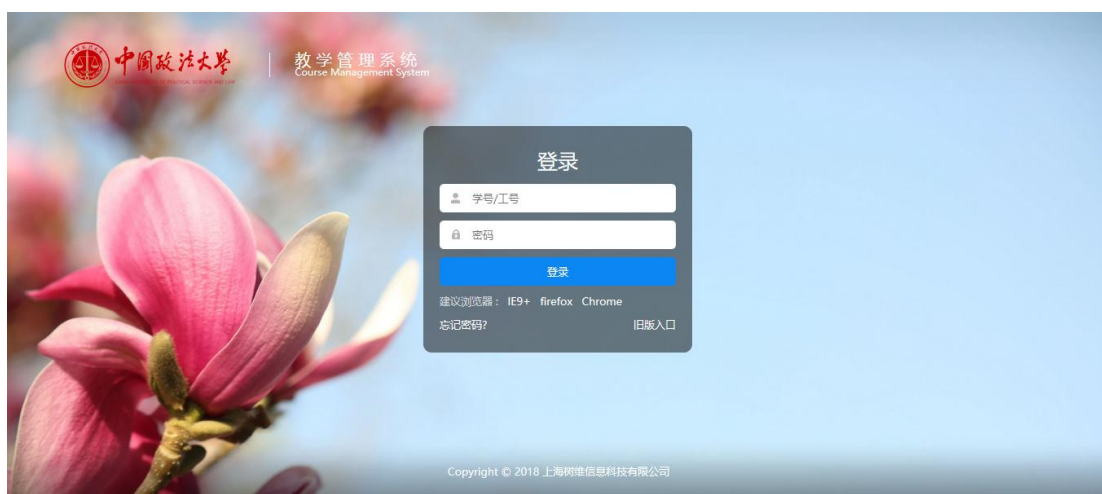 中国政法大学
教学管理系统
Course Management System
登录
学号/工号
密码
登录
建议浏览器： IE9+ firefox Chrome
忘记密码? 旧版入口
Copyright © 2018 上海树维信息科技有限公司